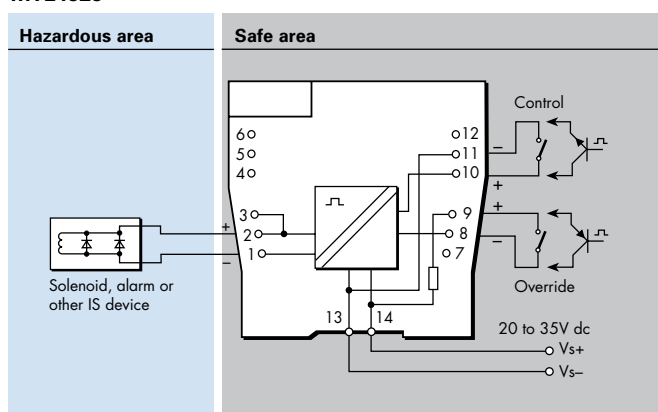 Hazardous area
Safe area
Control
6
5
4
12
11
10
–
+
3
2
1
+
–
9
8
7
+
–
Solenoid, alarm or
other IS device
Override
13
14
20 to 35V dc
Vs+
Vs–